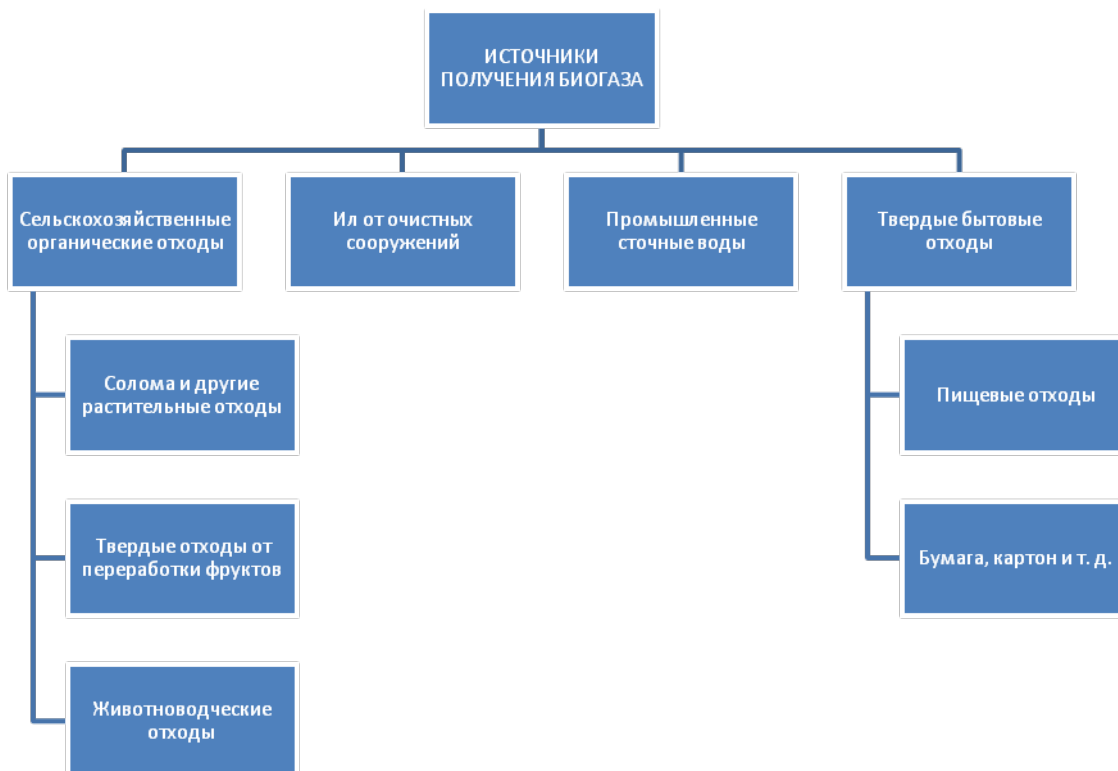 ИСТОЧНИКИ
ПОЛУЧЕНИЯ БИОГАЗА
Сельскохозяйственные
органические отходы
Ил от очистных
сооружений
Промышленные
сточные воды
Твердые бытовые
отходы
Солома и другие
растительные отходы
Твердые отходы от
переработки фруктов
Животноводческие
отходы
Пищевые отходы
Бумага, картон и т. д.